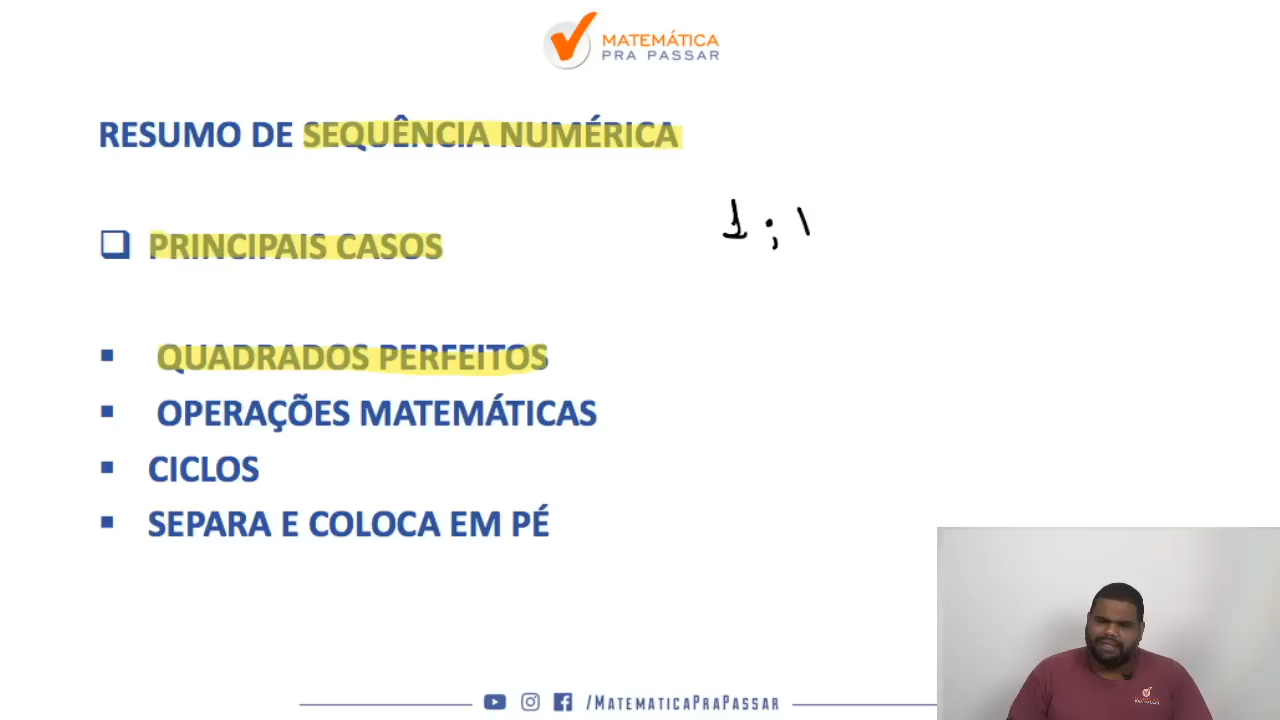 MATEMÁTICA
PRA PASSAR
RESUMO DE SEQUÊNCIA NUMÉRICA
1 ;
PRINCIPAIS CASOS
QUADRADOS PERFEITOS
OPERAÇÕES MATEMÁTICAS
CICLOS
SEPARA E COLOCA EM PÉ
/MATEMATICAPRAPASSAR